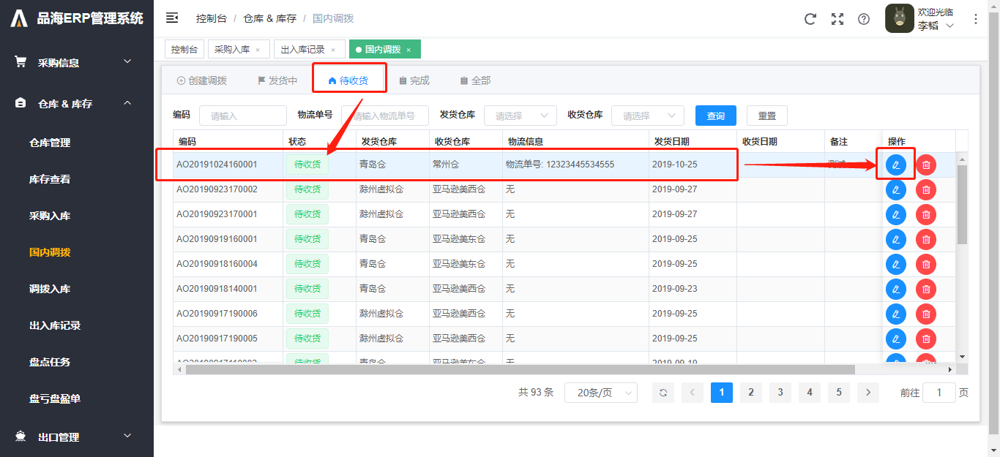 品海ERP管理系统
采购信息
仓库 & 库存
仓库管理
库存查看
采购入库
国内调拨
调拨入库
出入库记录
盘点任务
盘亏盘盈单
出口管理
控制台 / 仓库 & 库存 / 国内调拨
欢迎光临
李韬
控制台 采购入库 × 出入库记录 × 国内调拨 ×
创建调拨 发货中 待收货 完成 全部
编码 请输入 物流单号 请输入物流单号 发货仓库 请选择 收货仓库 请选择 查询 重置
编码 状态 发货仓库 收货仓库 物流信息 发货日期 收货日期 备注 操作
AO20191024160001 待收货 青岛仓 常州仓 物流单号: 12323445534555 2019-10-25
AO20190923170002 待收货 滁州虚拟仓 亚马逊美西仓 无 2019-09-27
AO20190923170001 待收货 滁州虚拟仓 亚马逊美西仓 无 2019-09-27
AO20190919160001 待收货 青岛仓 亚马逊美东仓 无 2019-09-25
AO20190918160004 待收货 青岛仓 亚马逊美西仓 无 2019-09-25
AO20190918140001 待收货 青岛仓 亚马逊美西仓 无 2019-09-23
AO20190917190006 待收货 滁州虚拟仓 亚马逊美西仓 无 2019-09-25
AO20190917190005 待收货 滁州虚拟仓 亚马逊美西仓 无 2019-09-25
待收货 青岛仓 亚马逊美东仓 无 2019-09-19
共 93 条 20条/页 1 2 3 4 5 前往 1 页